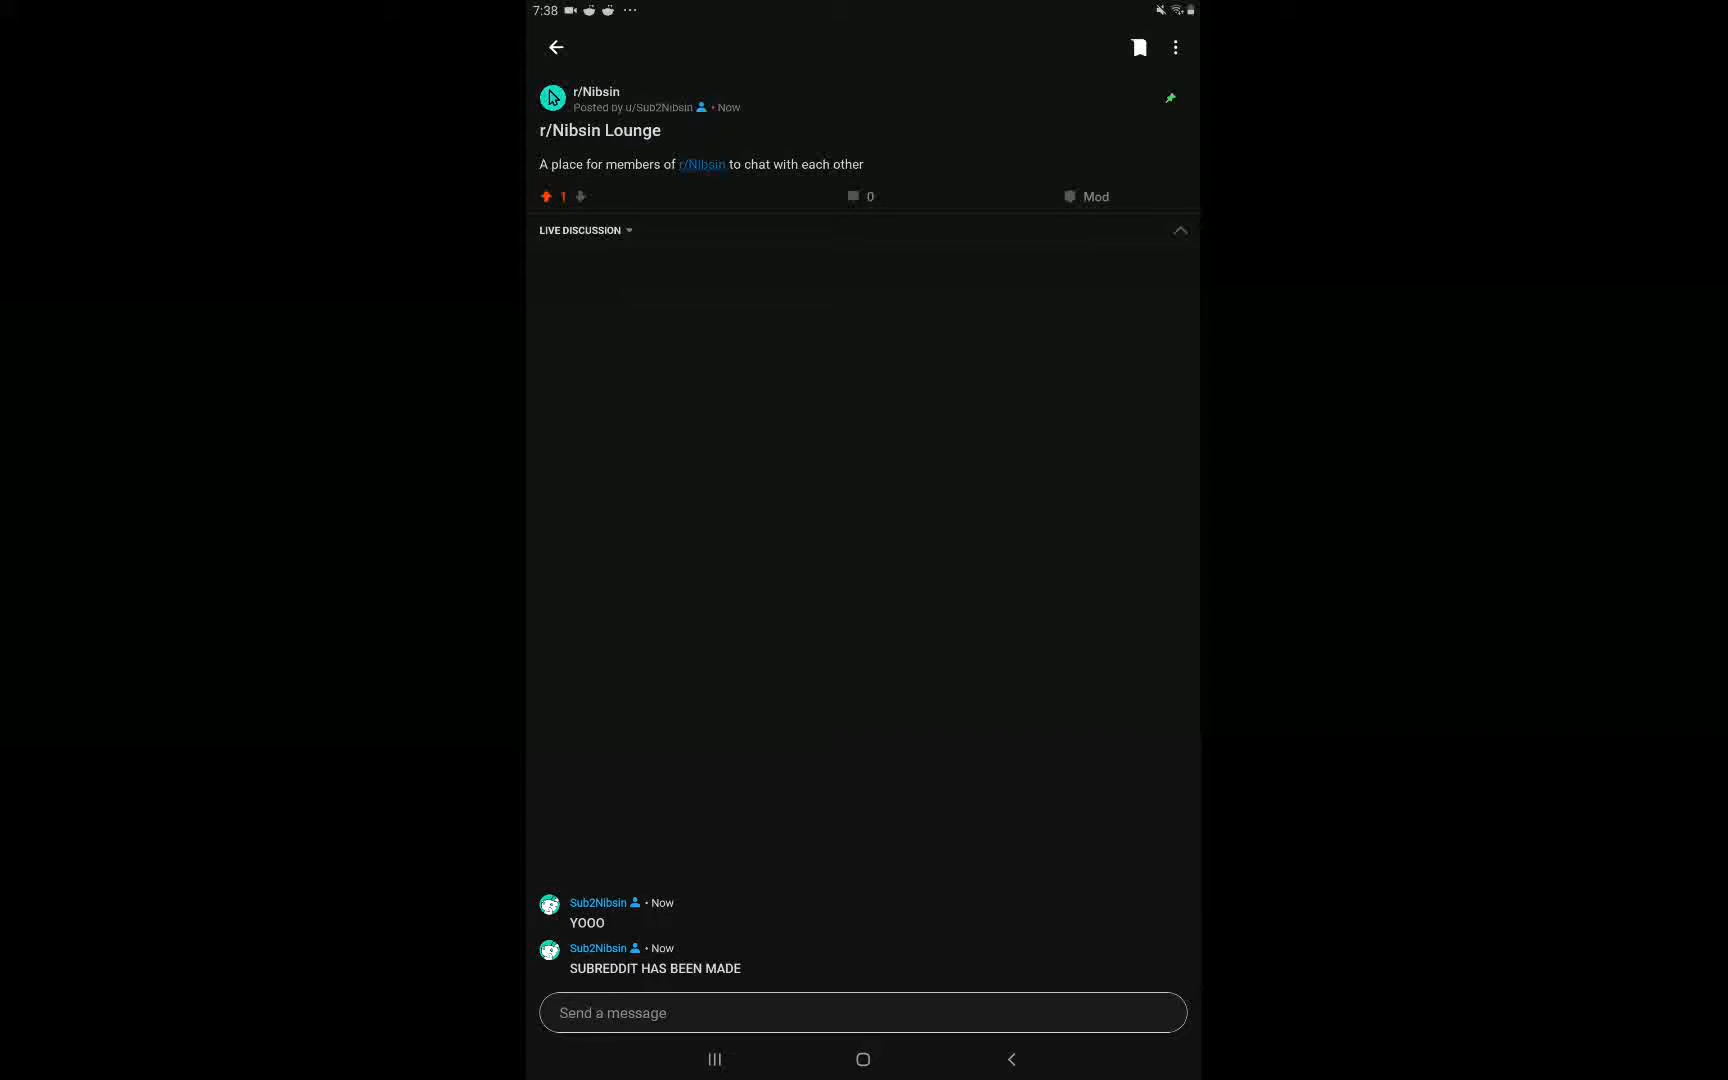 7:38
r/Nibsin
Posted by u/Sub2Nibsin • Now
r/Nibsin Lounge
A place for members of r/Nibsin to chat with each other
1
0
Mod
LIVE DISCUSSION
Sub2Nibsin • Now
YOOO
Sub2Nibsin • Now
SUBREDDIT HAS BEEN MADE
Send a message